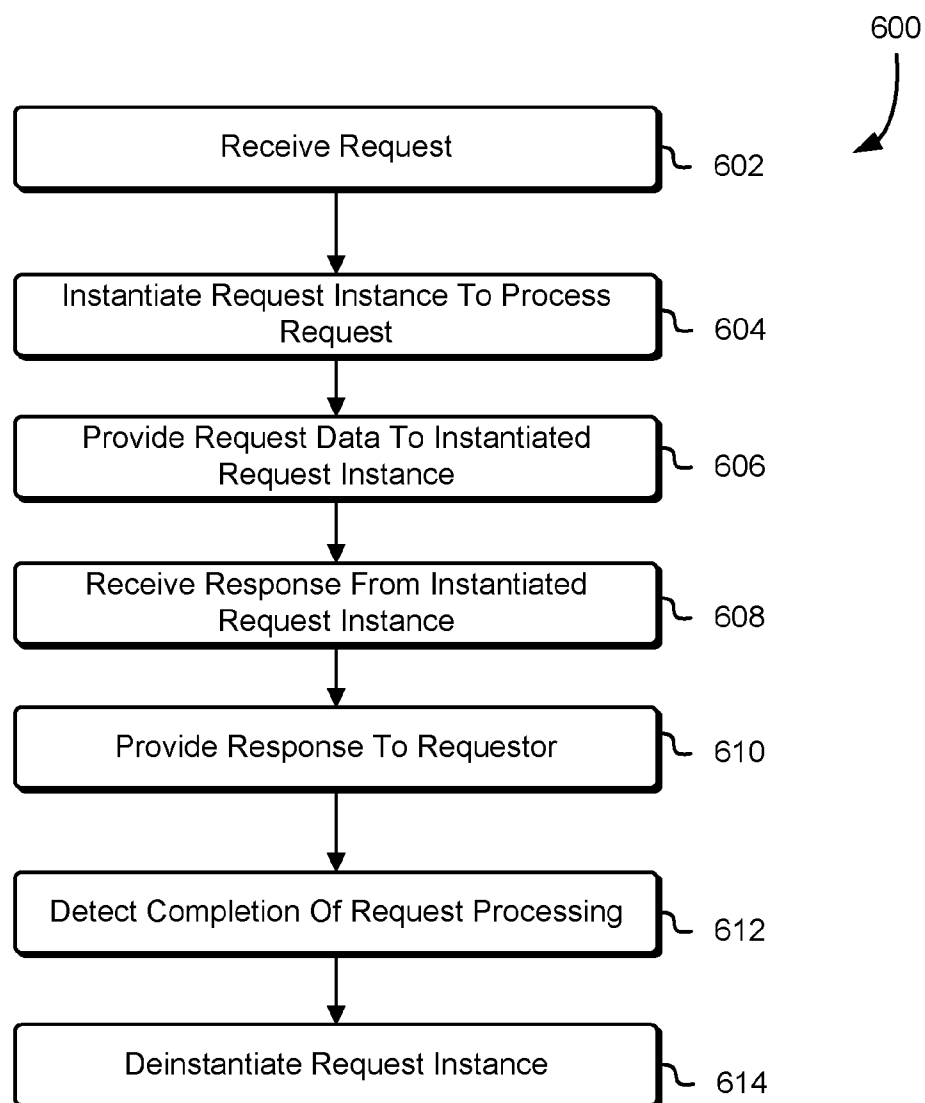 600
Receive Request
602
Instantiate Request Instance To Process
Request
604
Provide Request Data To Instantiated
Request Instance
606
Receive Response From Instantiated
Request Instance
608
Provide Response To Requestor
610
Detect Completion Of Request Processing
612
Deinstantiate Request Instance
614